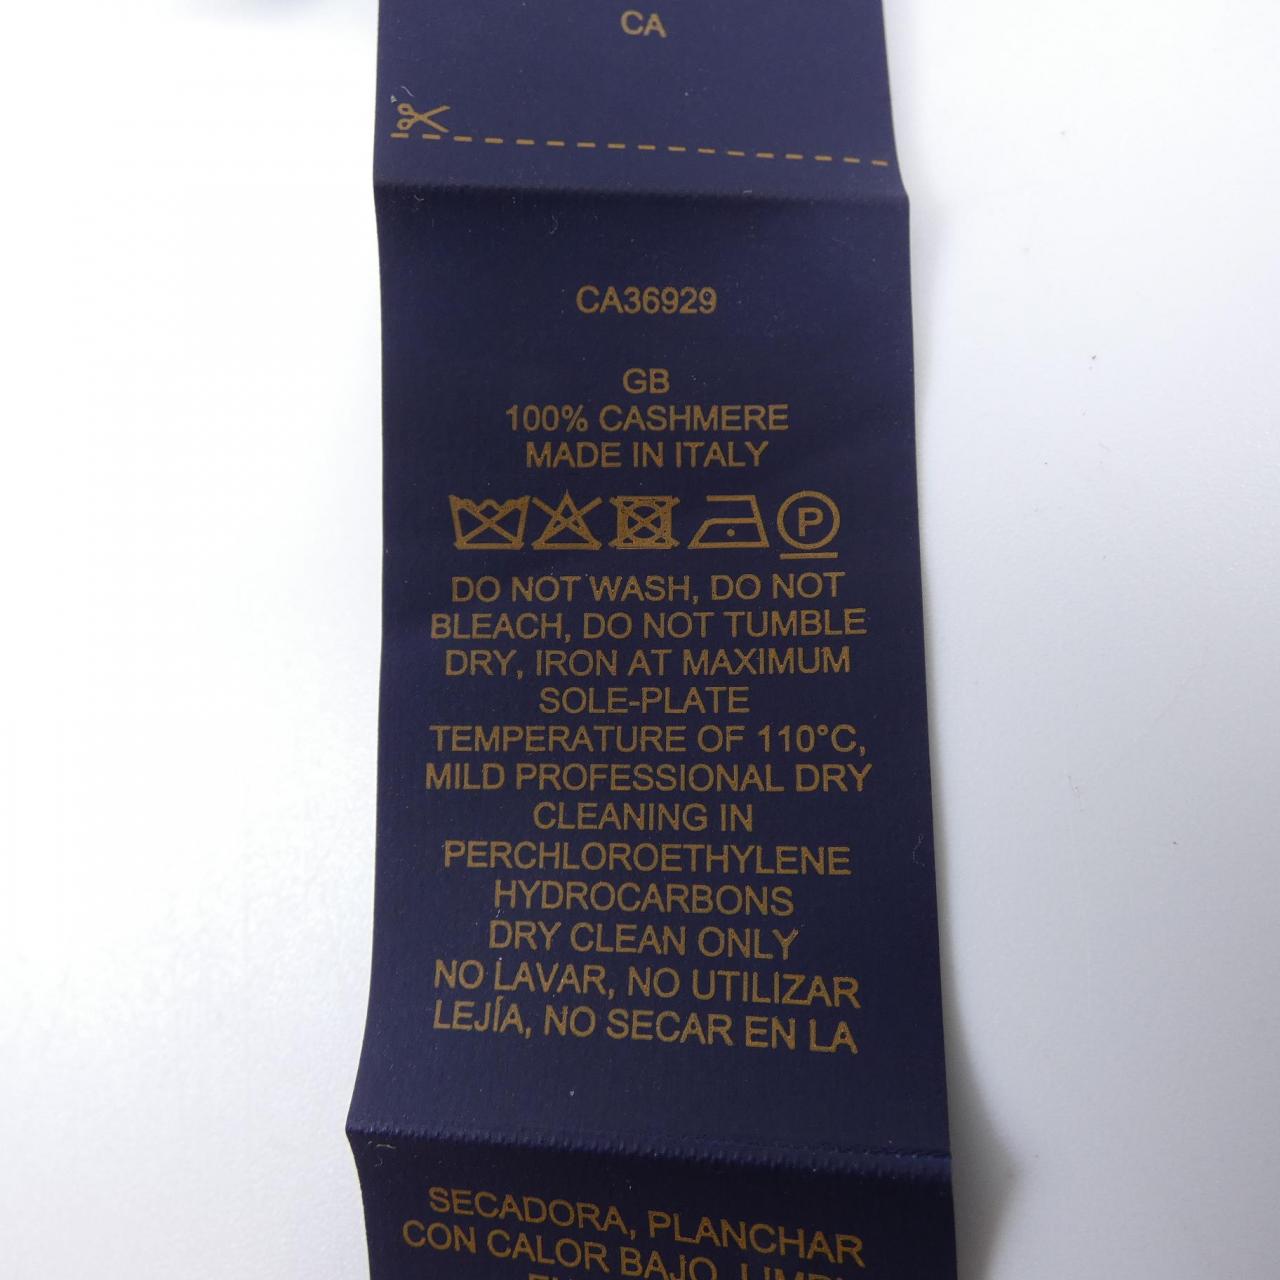 CA
CA36929
GB
100% CASHMERE
MADE IN ITALY
P
DO NOT WASH, DO NOT
BLEACH, DO NOT TUMBLE
DRY, IRON AT MAXIMUM
SOLE-PLATE
TEMPERATURE OF 110°C,
MILD PROFESSIONAL DRY
CLEANING IN
PERCHLOROETHYLENE
HYDROCARBONS
DRY CLEAN ONLY
NO LAVAR, NO UTILIZAR
LEJÍA, NO SECAR EN LA
SECADORA, PLANCHAR
CON CALOR BAJO,